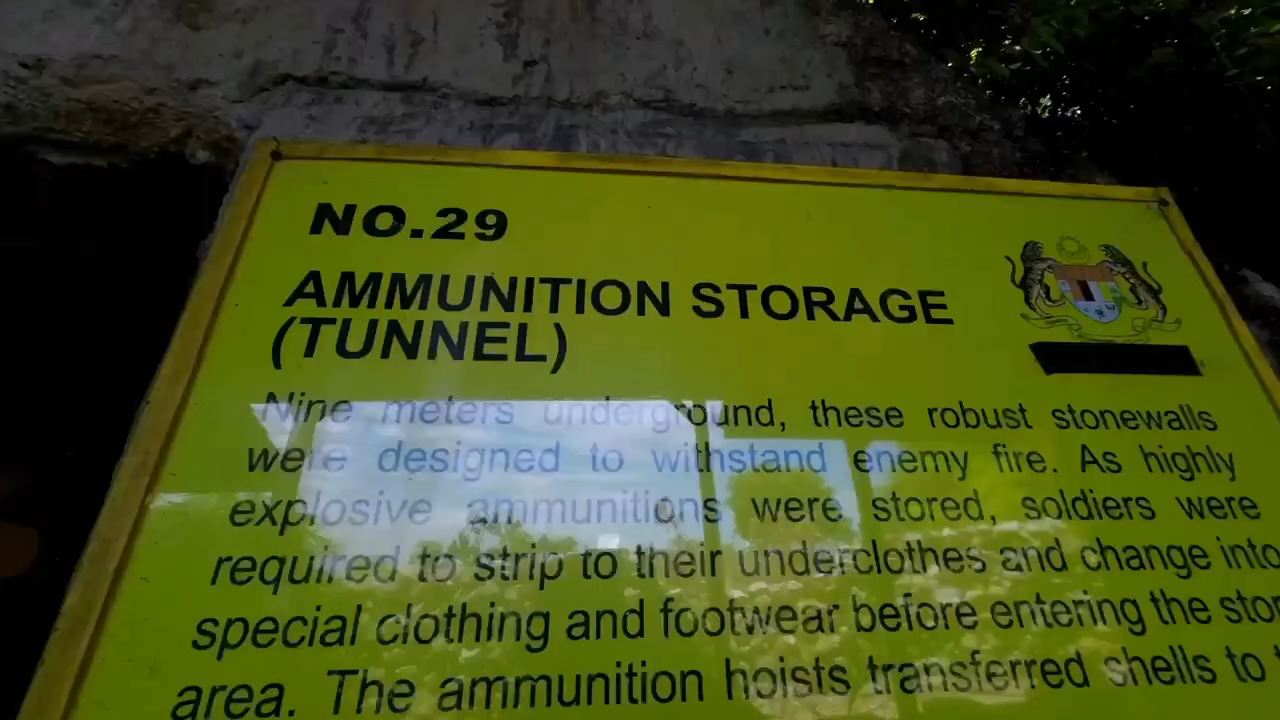 NO.29
AMMUNITION STORAGE
(TUNNEL)
Nine meters underground, these robust stonewalls
were designed to withstand enemy fire. As highly
explosive ammunitions were stored, soldiers were
required to strip to their underclothes and change into
special clothing and footwear before entering the
area. The ammunition hoists transferred shells to